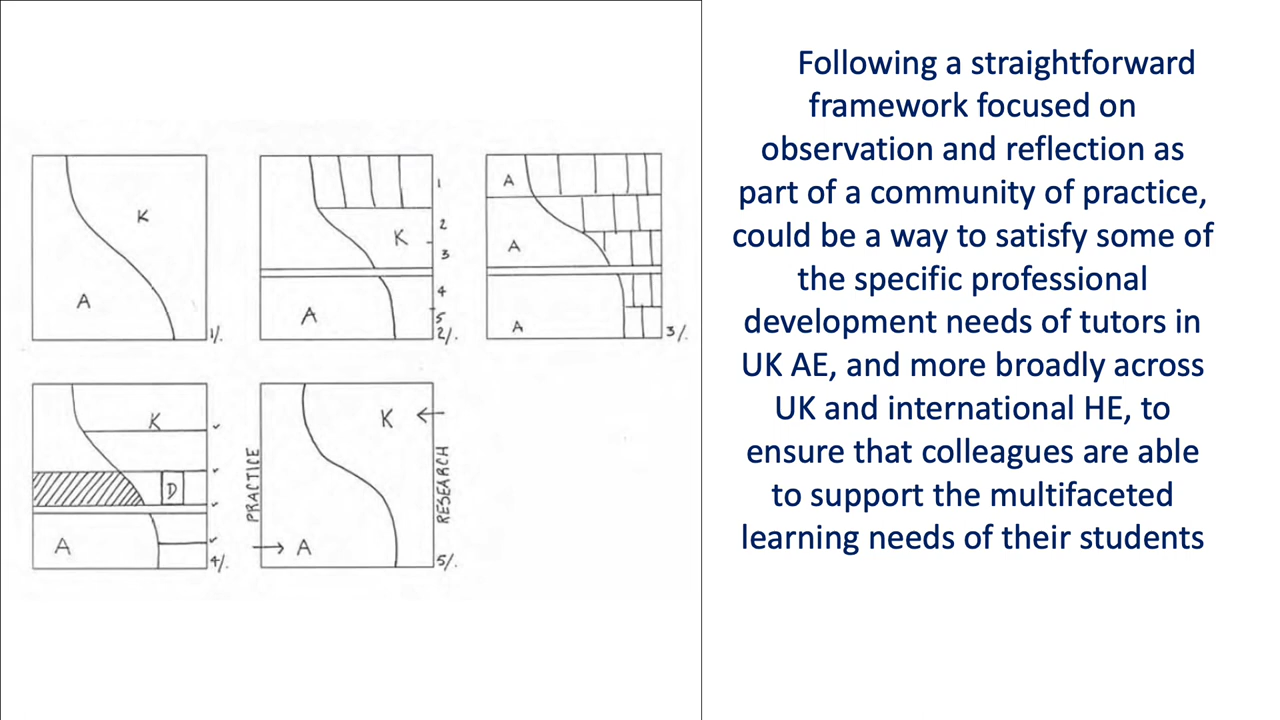 K
A
1/.
1
2
K
3
4
A
5
2/.
A
A
A
3/.
K
D
A
4/.
PRACTICE
K
RESEARCH
A
5/.
Following a straightforward
framework focused on
observation and reflection as
part of a community of practice,
could be a way to satisfy some of
the specific professional
development needs of tutors in
UK AE, and more broadly across
UK and international HE, to
ensure that colleagues are able
to support the multifaceted
learning needs of their students